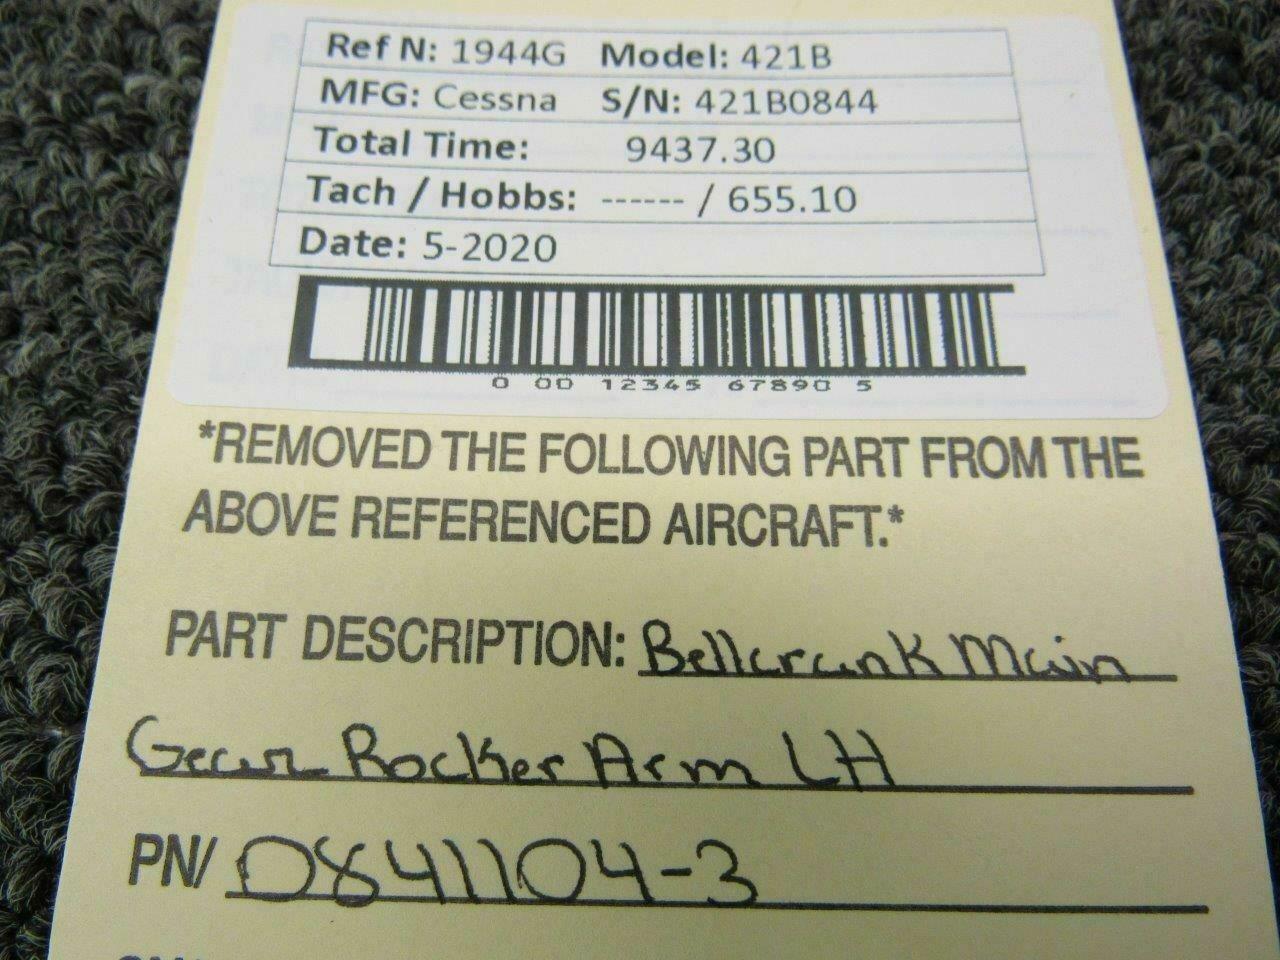 Ref N: 1944G Model: 421B
MFG: Cessna S/N: 421B0844
Total Time: 9437.30
Tach / Hobbs: ------ / 655.10
Date: 5-2020
0 00 12345 67890 5
*REMOVED THE FOLLOWING PART FROM THE
ABOVE REFERENCED AIRCRAFT.*
PART DESCRIPTION: Bellcrank Main
Gear Rocker Arm LH
PN/ 0841104-3